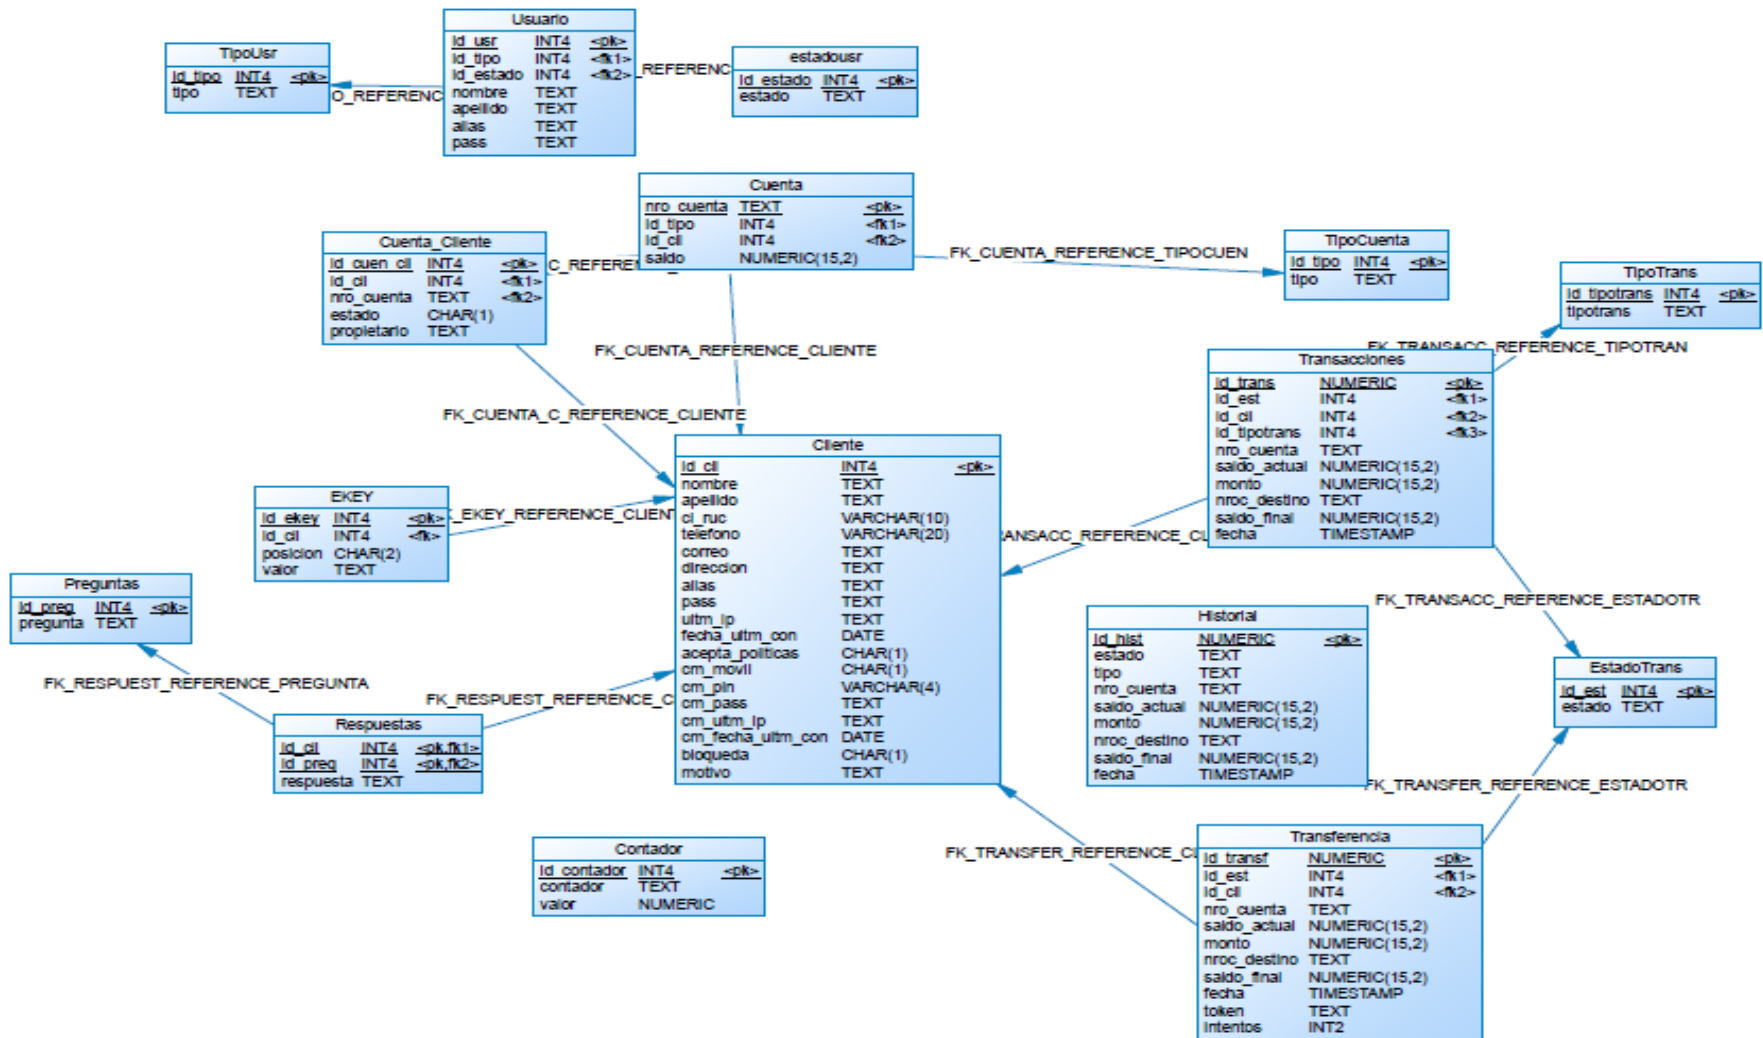 TipoUsr
id_tipo INT4 <pk>
tipo TEXT
Usuario
id_usr INT4 <pk>
id_tipo INT4 <fk1>
id_estado INT4 <fk2>
nombre TEXT
apellido TEXT
alias TEXT
pass TEXT
O_REFERENC
_REFERENC
estadousr
id_estado INT4 <pk>
estado TEXT
Cuenta
nro_cuenta TEXT <pk>
id_tipo INT4 <fk1>
id_cli INT4 <fk2>
saldo NUMERIC(15,2)
Cuenta_Cliente
id_cuen_cli INT4 <pk>
id_cli INT4 <fk1>
nro_cuenta TEXT <fk2>
estado CHAR(1)
propietario TEXT
C_REFERENC
FK_CUENTA_REFERENCE_TIPOCUEN
TipoCuenta
id_tipo INT4 <pk>
tipo TEXT
TipoTrans
id_tipotrans INT4 <pk>
tipotrans TEXT
FK_CUENTA_REFERENCE_CLIENTE
FK_TRANSACC_REFERENCE_TIPOTRAN
Transacciones
id_trans NUMERIC <pk>
id_est INT4 <fk1>
id_cli INT4 <fk2>
id_tipotrans INT4 <fk3>
nro_cuenta TEXT
saldo_actual NUMERIC(15,2)
monto NUMERIC(15,2)
nroc_destino TEXT
saldo_final NUMERIC(15,2)
fecha TIMESTAMP
FK_CUENTA_C_REFERENCE_CLIENTE
Cliente
id_cli INT4 <pk>
nombre TEXT
apellido TEXT
ci_ruc VARCHAR(10)
telefono VARCHAR(20)
correo TEXT
direccion TEXT
alias TEXT
pass TEXT
ultm_ip TEXT
fecha_ultm_con DATE
acepta_politicas CHAR(1)
cm_movil CHAR(1)
cm_pin VARCHAR(4)
cm_pass TEXT
cm_ultm_ip TEXT
cm_fecha_ultm_con DATE
bloqueda CHAR(1)
motivo TEXT
EKEY
id_ekey INT4 <pk>
id_cli INT4 <fk>
posicion CHAR(2)
valor TEXT
K_EKEY_REFERENCE_CLIENT
RANSACC_REFERENCE_CL
Preguntas
id_preg INT4 <pk>
pregunta TEXT
FK_RESPUEST_REFERENCE_PREGUNTA
FK_RESPUEST_REFERENCE_C
Respuestas
id_cli INT4 <pk,fk1>
id_preg INT4 <pk,fk2>
respuesta TEXT
FK_TRANSACC_REFERENCE_ESTADOTR
Historial
id_hist NUMERIC <pk>
estado TEXT
tipo TEXT
nro_cuenta TEXT
saldo_actual NUMERIC(15,2)
monto NUMERIC(15,2)
nroc_destino TEXT
saldo_final NUMERIC(15,2)
fecha TIMESTAMP
EstadoTrans
id_est INT4 <pk>
estado TEXT
FK_TRANSFER_REFERENCE_ESTADOTR
Contador
id_contador INT4 <pk>
contador TEXT
valor NUMERIC
FK_TRANSFER_REFERENCE_CL
Transferencia
id_transf NUMERIC <pk>
id_est INT4 <fk1>
id_cli INT4 <fk2>
nro_cuenta TEXT
saldo_actual NUMERIC(15,2)
monto NUMERIC(15,2)
nroc_destino TEXT
saldo_final NUMERIC(15,2)
fecha TIMESTAMP
token TEXT
intentos INT2